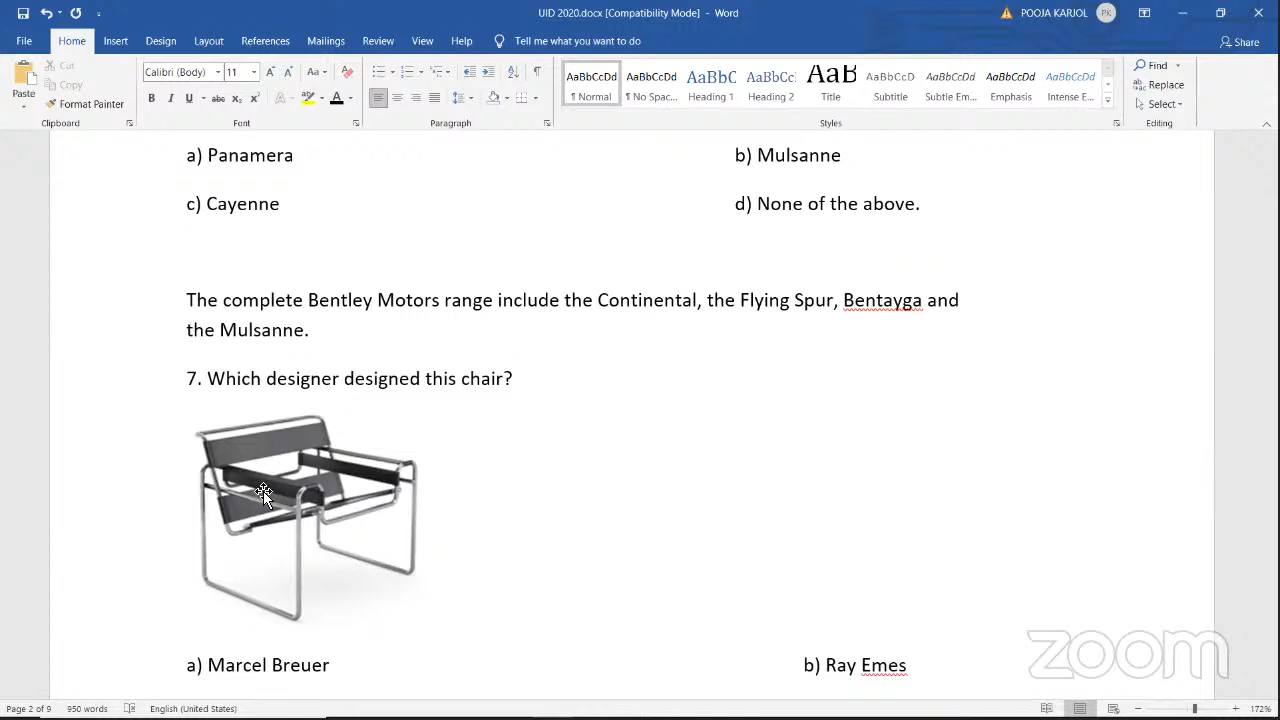 UID 2020.docx [Compatibility Mode] - Word
POOJA KARJOL PK
File Home Insert Design Layout References Mailings Review View Help Tell me what you want to do Share
Paste
Cut
Copy
Format Painter
Clipboard
Calibri (Body) 11
Font
Paragraph
AaBbCcDd AaBbCcDd AaBbC AaBbCc AaB AaBbCcD AaBbCcDd AaBbCcDd AaBbCcDd
¶ Normal ¶ No Spac... Heading 1 Heading 2 Title Subtitle Subtle Em... Emphasis Intense E...
Styles
Find
Replace
Select
Editing
a) Panamera b) Mulsanne
c) Cayenne d) None of the above.
The complete Bentley Motors range include the Continental, the Flying Spur, Bentayga and
the Mulsanne.
7. Which designer designed this chair?
a) Marcel Breuer b) Ray Emes
zoom
Page 2 of 9 950 words English (United States) 172%